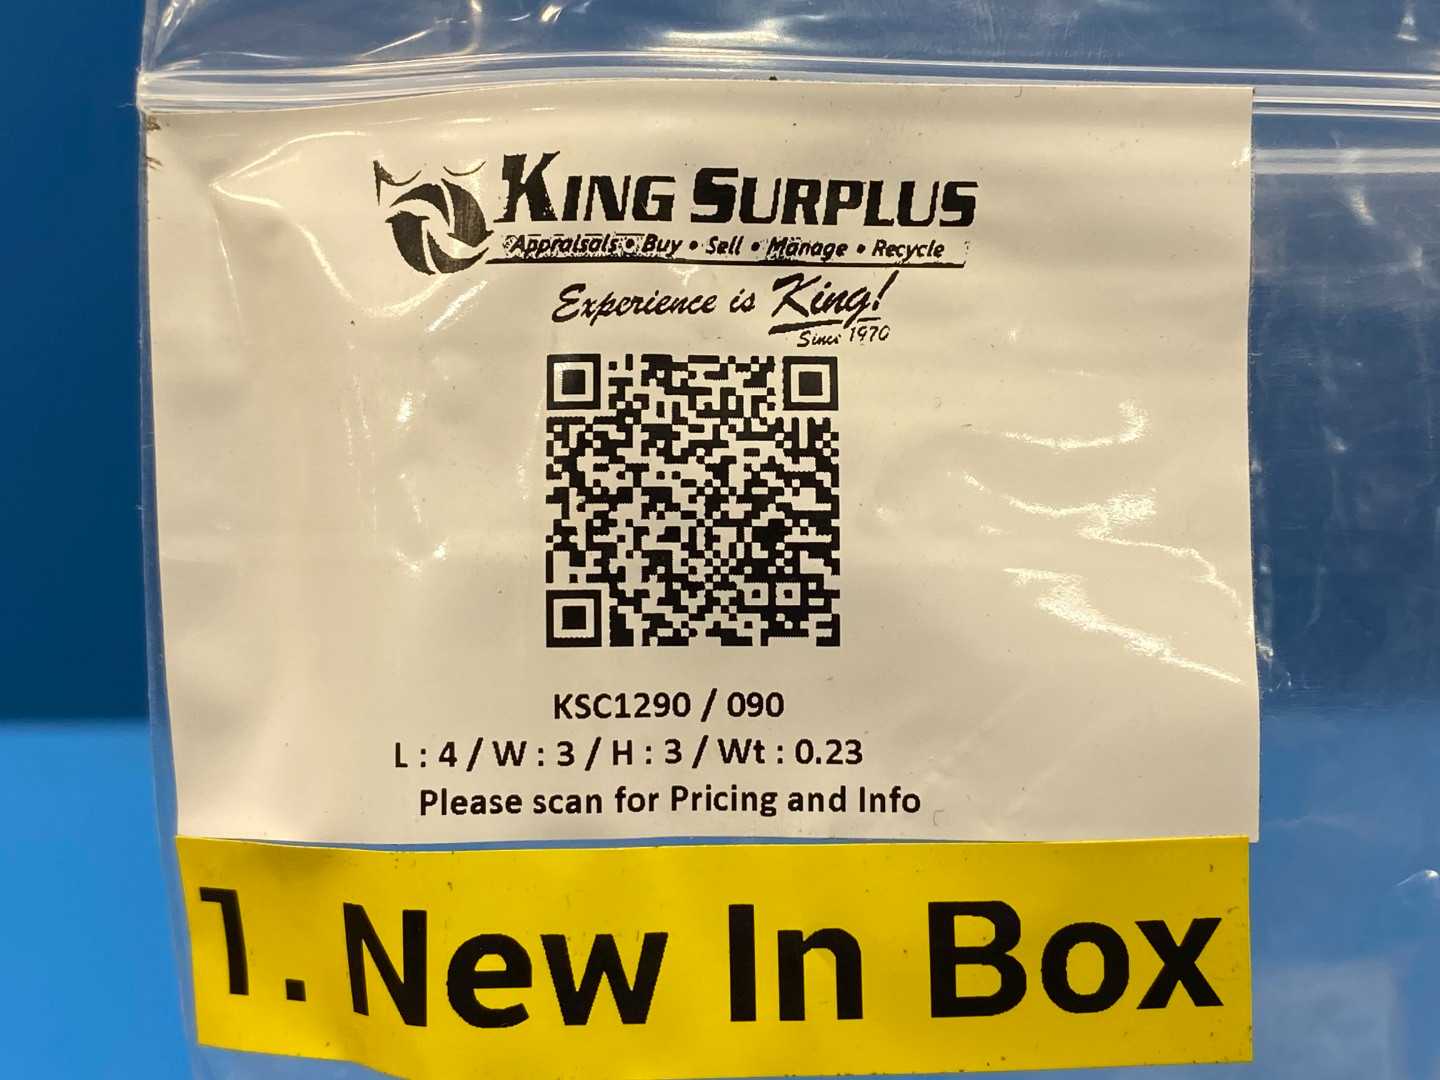 KING SURPLUS
Appraisals • Buy • Sell • Manage • Recycle
Experience is King!
Since 1970
KSC1290 / 090
L : 4 / W : 3 / H : 3 / Wt : 0.23
Please scan for Pricing and Info
1. New In Box